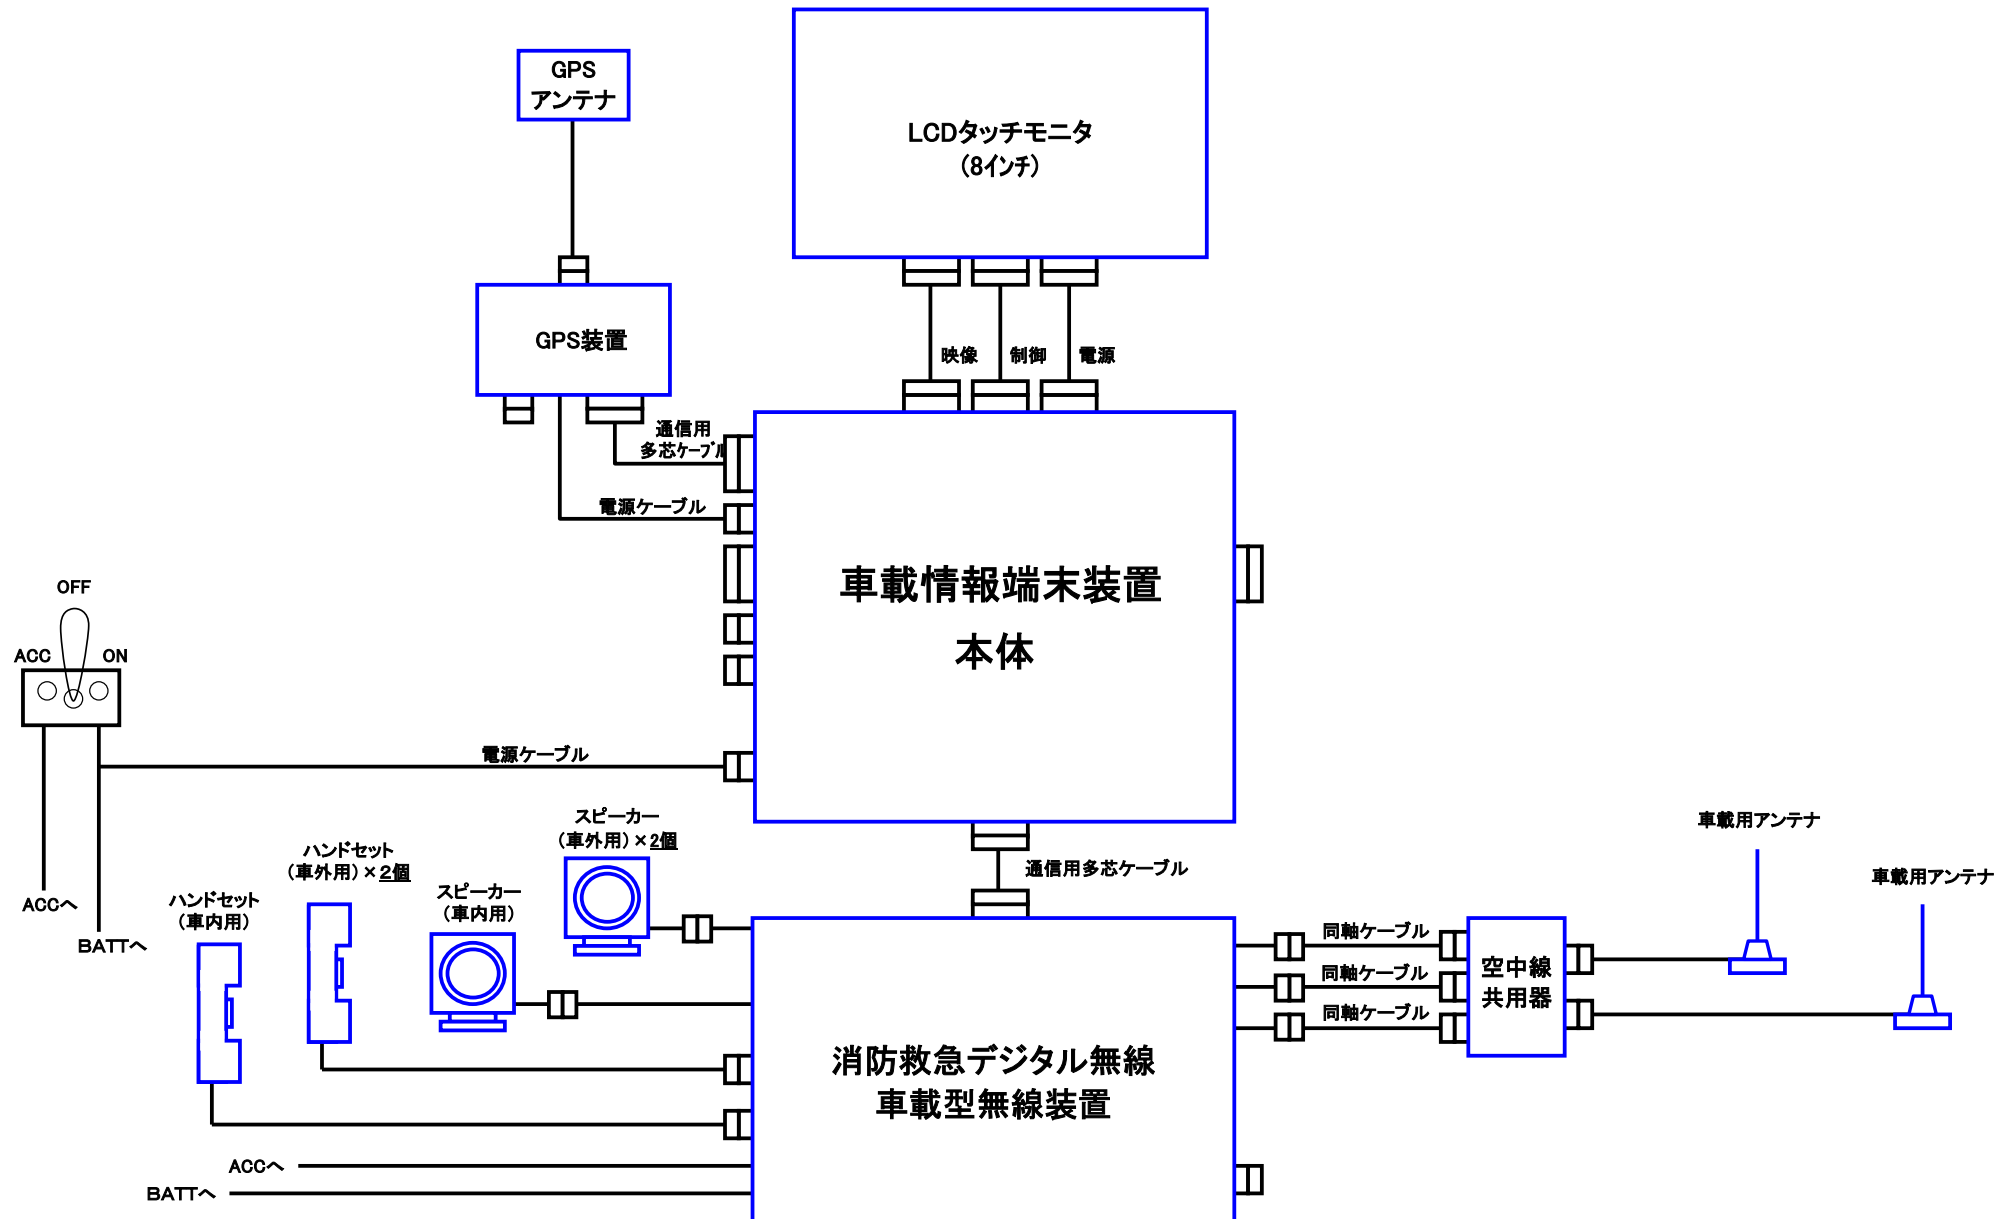 GPS
アンテナ
LCDタッチモニタ
(8インチ)
GPS装置
映像
制御
電源
通信用
多芯ケーブル
電源ケーブル
車載情報端末装置
本体
OFF
ACC
ON
電源ケーブル
ACCへ
BATTへ
スピーカー
(車外用)×2個
ハンドセット
(車外用)×2個
スピーカー
(車内用)
ハンドセット
(車内用)
通信用多芯ケーブル
車載用アンテナ
車載用アンテナ
同軸ケーブル
同軸ケーブル
同軸ケーブル
空中線
共用器
消防救急デジタル無線
車載型無線装置
ACCへ
BATTへ